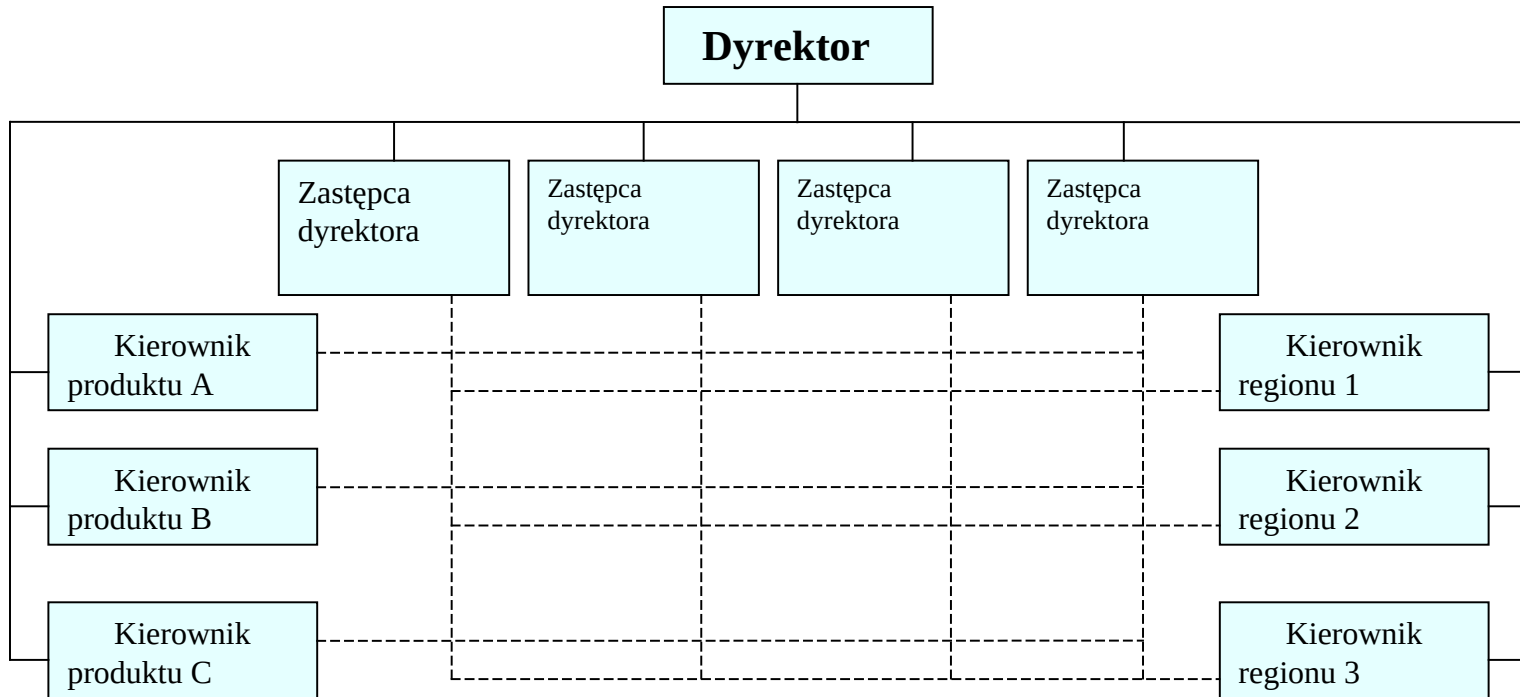 Dyrektor
Zastępca
dyrektora
Zastępca
dyrektora
Zastępca
dyrektora
Zastępca
dyrektora
Kierownik
produktu A
Kierownik
regionu 1
Kierownik
produktu B
Kierownik
regionu 2
Kierownik
produktu C
Kierownik
regionu 3